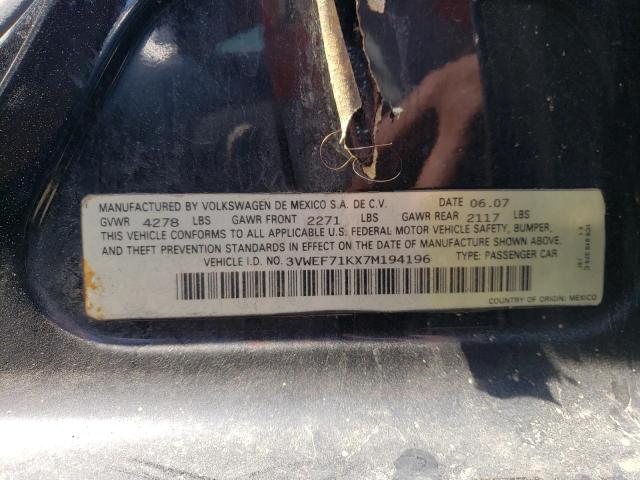 MANUFACTURED BY VOLKSWAGEN DE MEXICO S.A. DE C.V. DATE 06.07
GVWR 4278 LBS GAWR FRONT 2271 LBS GAWR REAR 2117 LBS
THIS VEHICLE CONFORMS TO ALL APPLICABLE U.S. FEDERAL MOTOR VEHICLE SAFETY, BUMPER,
AND THEFT PREVENTION STANDARDS IN EFFECT ON THE DATE OF MANUFACTURE SHOWN ABOVE.
VEHICLE I.D. NO. 3VWEF71KX7M194196 TYPE: PASSENGER CAR
COUNTRY OF ORIGIN: MEXICO